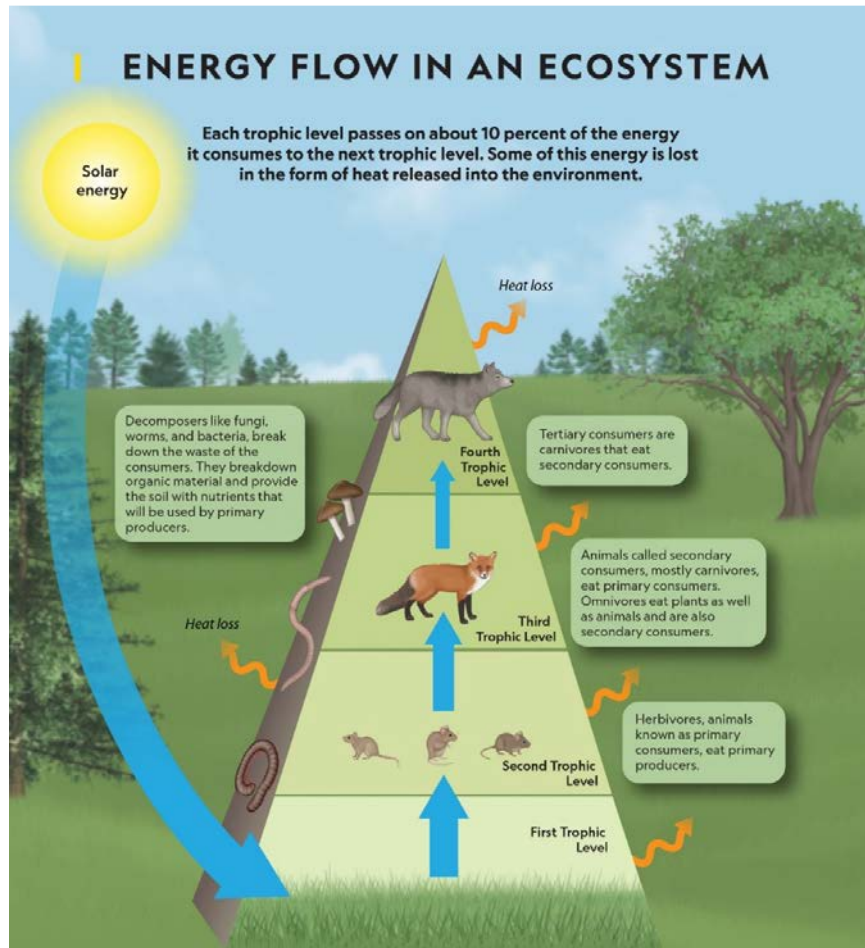 ENERGY FLOW IN AN ECOSYSTEM
Each trophic level passes on about 10 percent of the energy
it consumes to the next trophic level. Some of this energy is lost
in the form of heat released into the environment.
Solar
energy
Heat loss
Decomposers like fungi,
worms, and bacteria, break
down the waste of the
consumers. They breakdown
organic material and provide
the soil with nutrients that
will be used by primary
producers.
Fourth
Trophic
Level
Tertiary consumers are
carnivores that eat
secondary consumers.
Animals called secondary
consumers, mostly carnivores,
eat primary consumers.
Omnivores eat plants as well
as animals and are also
secondary consumers.
Third
Trophic Level
Heat loss
Herbivores, animals
known as primary
consumers, eat primary
producers.
Second Trophic
Level
First Trophic
Level